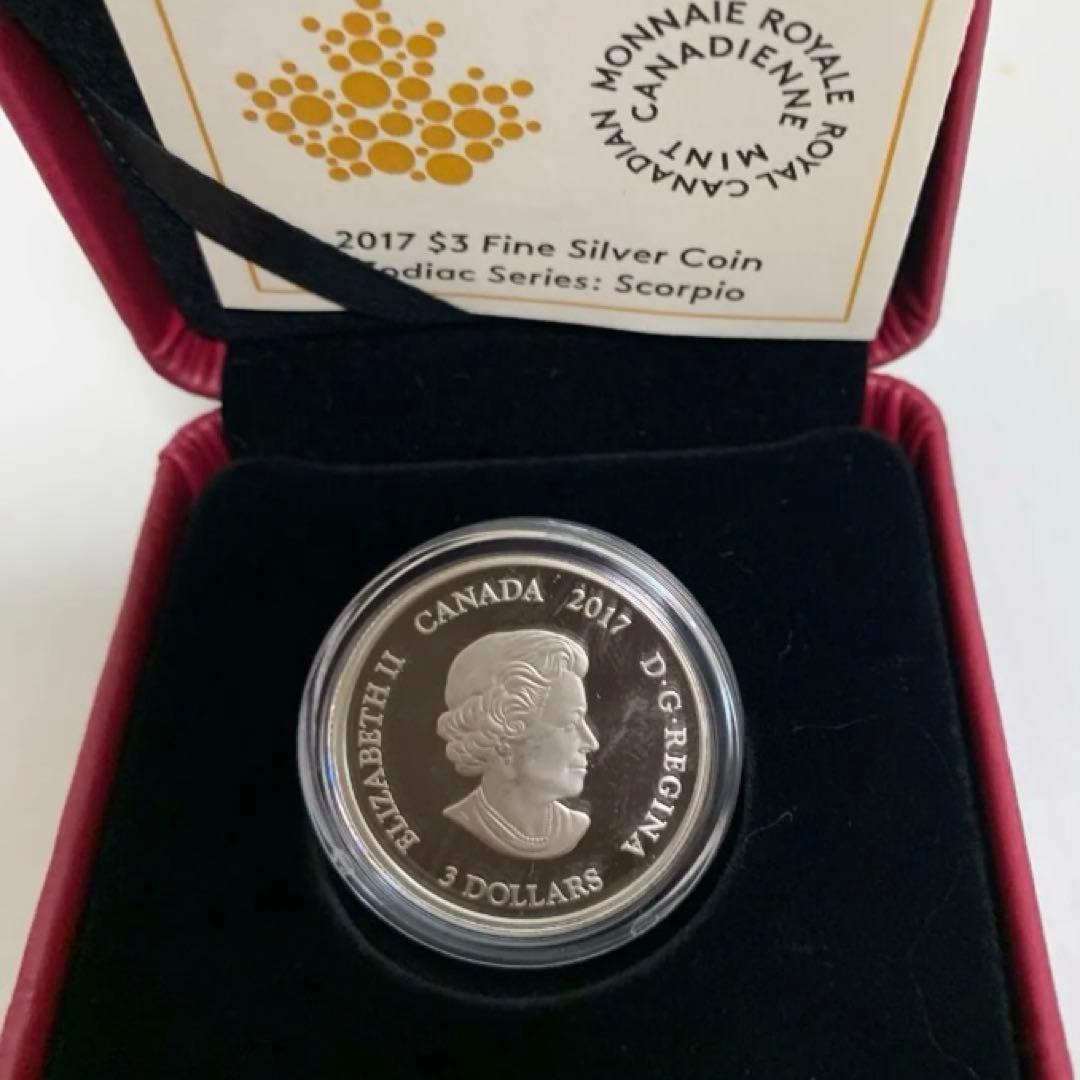 MONNAIE ROYALE CANADIENNE
ROYAL CANADIAN MINT
2017 $3 Fine Silver Coin
Series: Scorpio
ELIZABETH II CANADA 2017 D·G·REGINA
3 DOLLARS